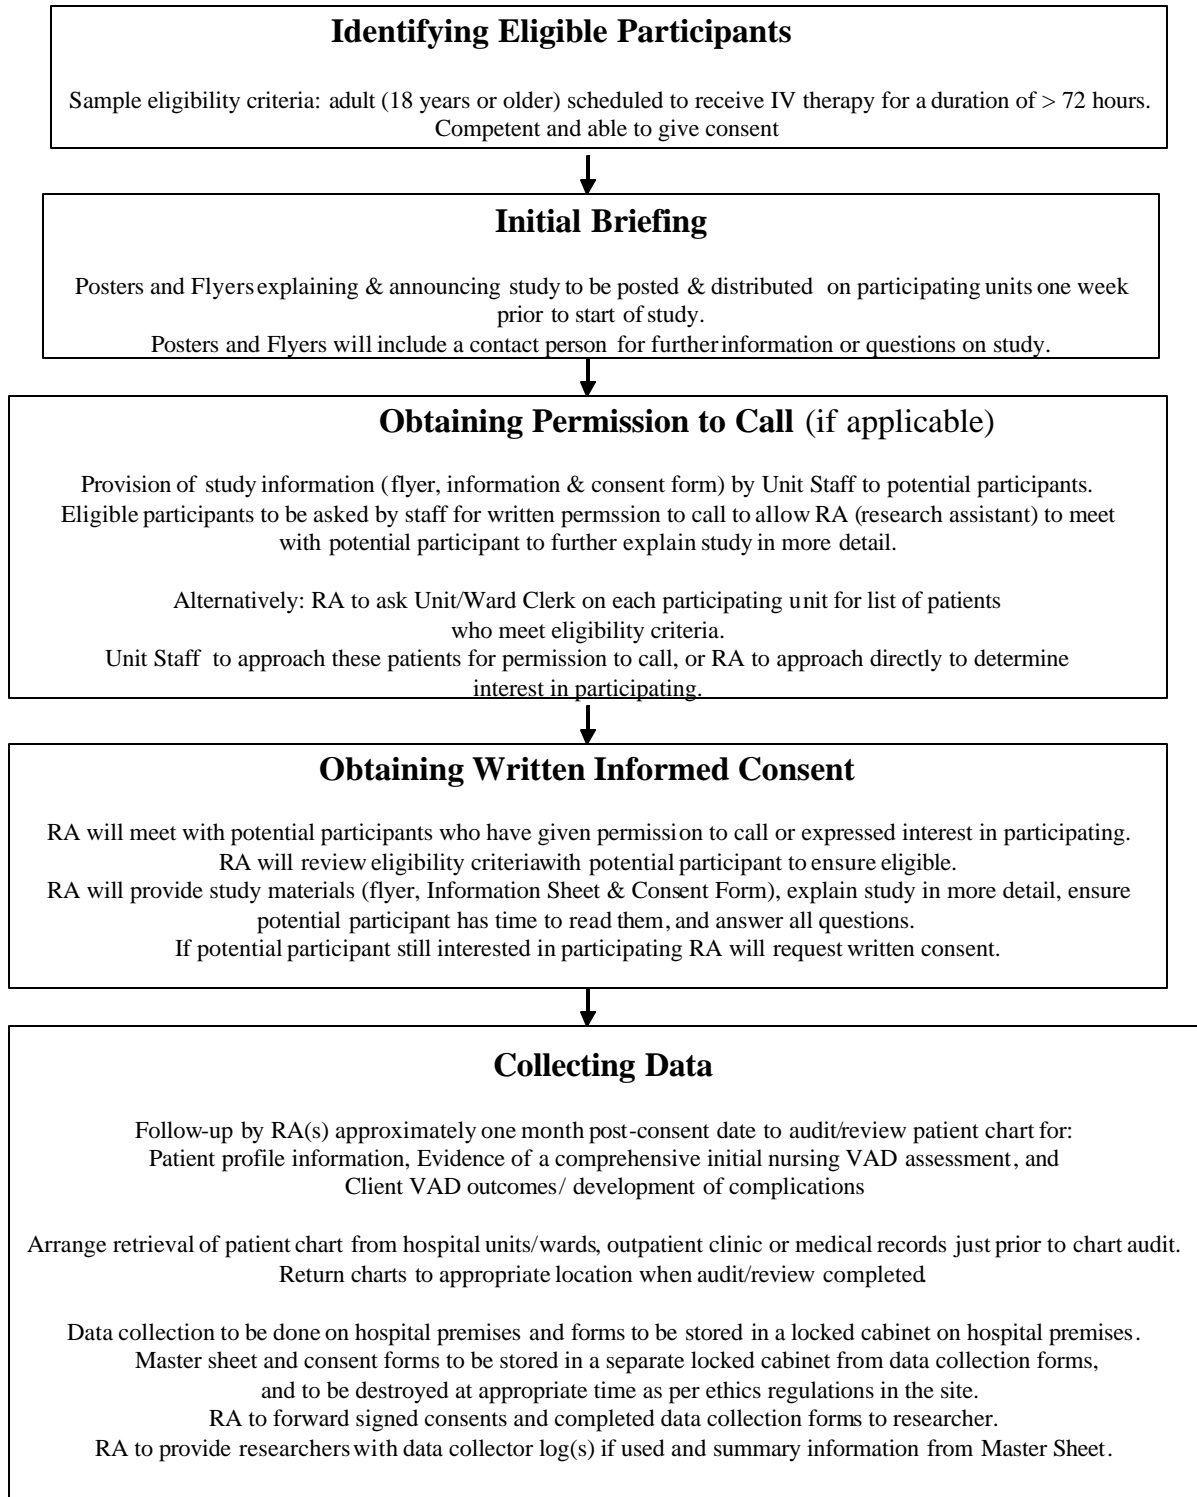 Identifying Eligible Participants
Sample eligibility criteria: adult (18 years or older) scheduled to receive IV therapy for a duration of > 72 hours.
Competent and able to give consent
Initial Briefing
Posters and Flyers explaining & announcing study to be posted & distributed on participating units one week
prior to start of study.
Posters and Flyers will include a contact person for further information or questions on study.
Obtaining Permission to Call (if applicable)
Provision of study information (flyer, information & consent form) by Unit Staff to potential participants.
Eligible participants to be asked by staff for written permssion to call to allow RA (research assistant) to meet
with potential participant to further explain study in more detail.
Alternatively: RA to ask Unit/Ward Clerk on each participating unit for list of patients
who meet eligibility criteria.
Unit Staff to approach these patients for permission to call, or RA to approach directly to determine
interest in participating.
Obtaining Written Informed Consent
RA will meet with potential participants who have given permission to call or expressed interest in participating.
RA will review eligibility criteria with potential participant to ensure eligible.
RA will provide study materials (flyer, Information Sheet & Consent Form), explain study in more detail, ensure
potential participant has time to read them, and answer all questions.
If potential participant still interested in participating RA will request written consent.
Collecting Data
Follow-up by RA(s) approximately one month post-consent date to audit/review patient chart for:
Patient profile information, Evidence of a comprehensive initial nursing VAD assessment, and
Client VAD outcomes/ development of complications
Arrange retrieval of patient chart from hospital units/wards, outpatient clinic or medical records just prior to chart audit.
Return charts to appropriate location when audit/review completed.
Data collection to be done on hospital premises and forms to be stored in a locked cabinet on hospital premises.
Master sheet and consent forms to be stored in a separate locked cabinet from data collection forms,
and to be destroyed at appropriate time as per ethics regulations in the site.
RA to forward signed consents and completed data collection forms to researcher.
RA to provide researchers with data collector log(s) if used and summary information from Master Sheet.